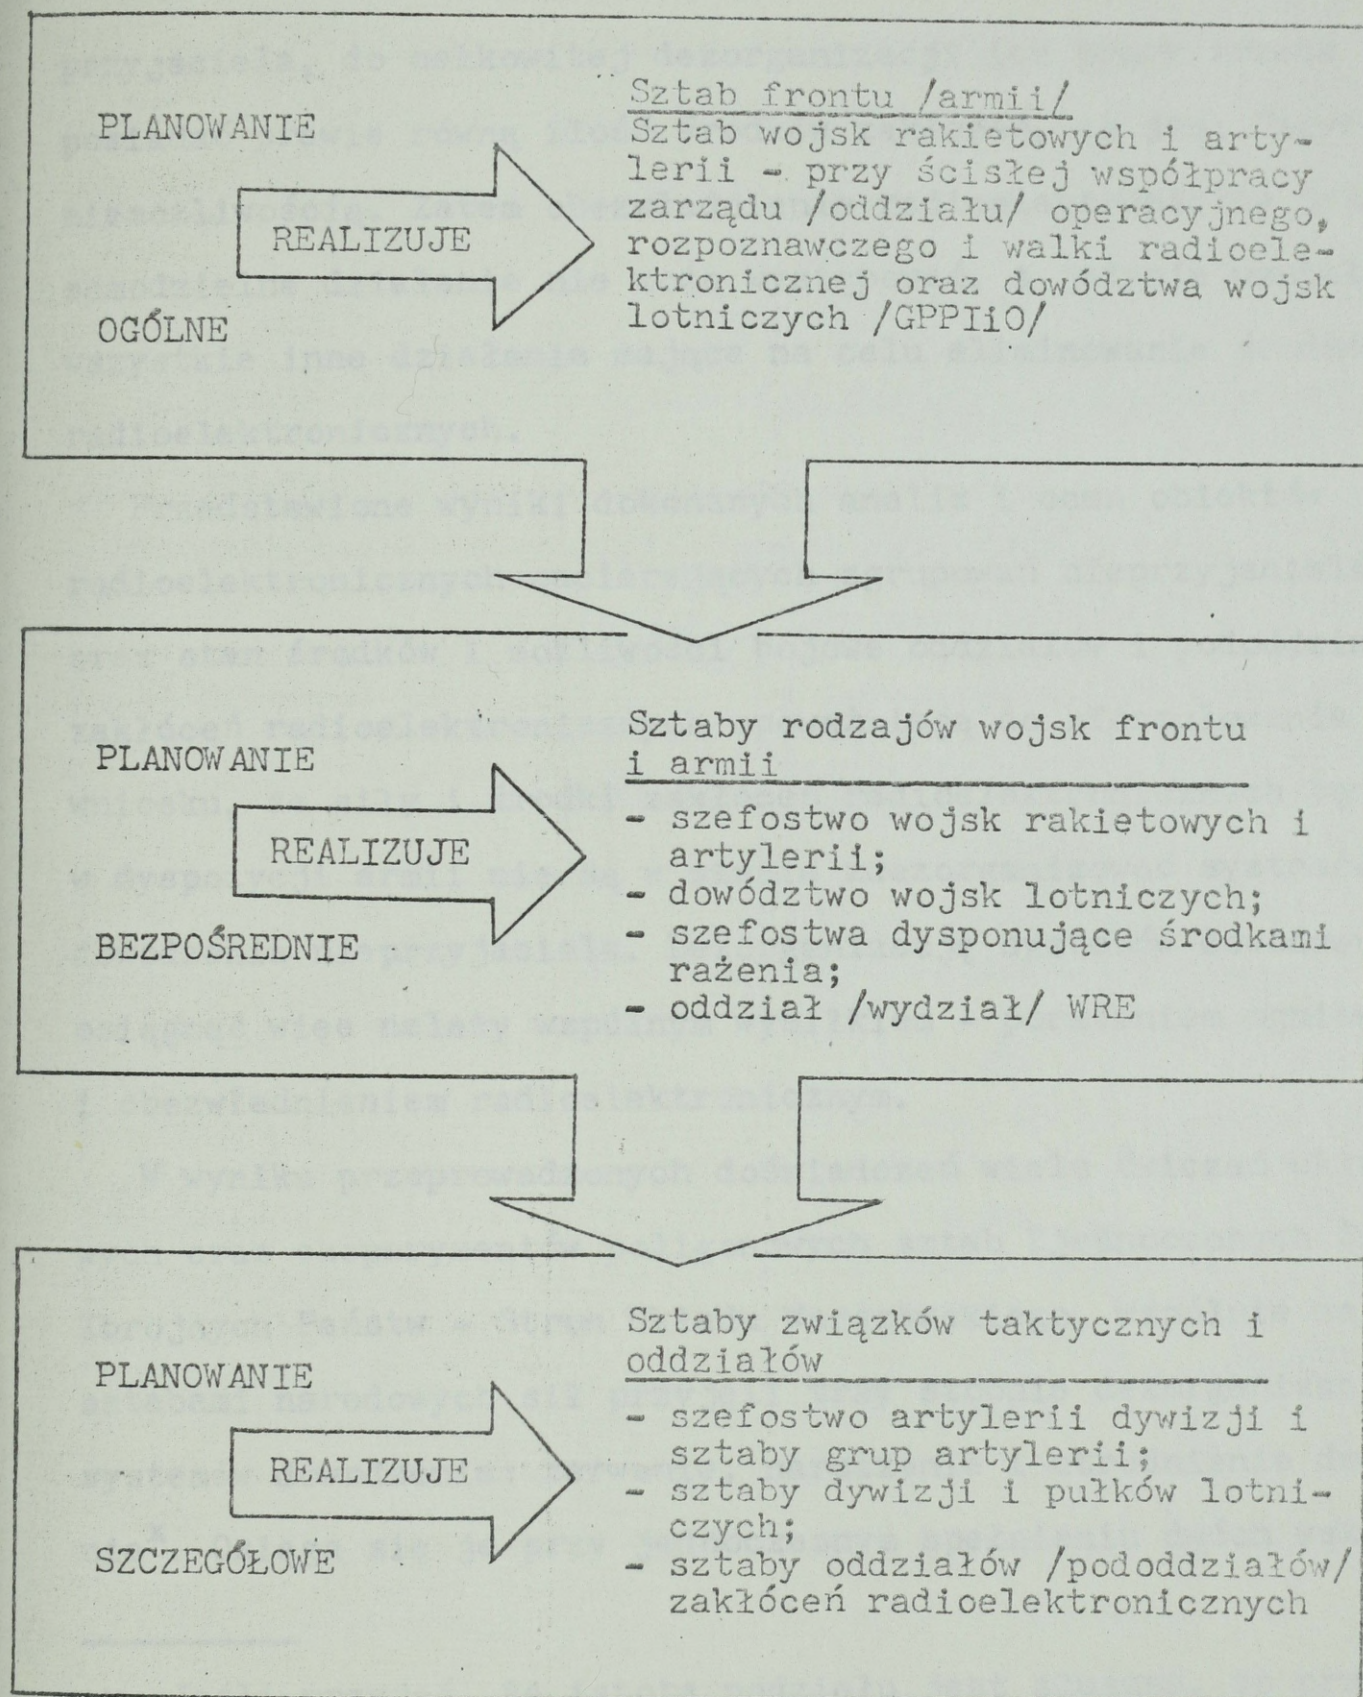 PLANOWANIE
REALIZUJE
OGÓLNE
Sztab frontu /armii/
Sztab wojsk rakietowych i arty-
lerii - przy ścisłej współpracy
zarządu /oddziału/ operacyjnego,
rozpoznawczego i walki radioele-
ktronicznej oraz dowództwa wojsk
lotniczych /GPPIiO/
PLANOWANIE
REALIZUJE
BEZPOŚREDNIE
Sztaby rodzajów wojsk frontu
i armii
- szefostwo wojsk rakietowych i
artylerii;
- dowództwo wojsk lotniczych;
- szefostwa dysponujące środkami
rażenia;
- oddział /wydział/ WRE
PLANOWANIE
REALIZUJE
SZCZEGÓŁOWE
Sztaby związków taktycznych i
oddziałów
- szefostwo artylerii dywizji i
sztaby grup artylerii;
- sztaby dywizji i pułków lotni-
czych;
- sztaby oddziałów /pododdziałów/
zakłóceń radioelektronicznych